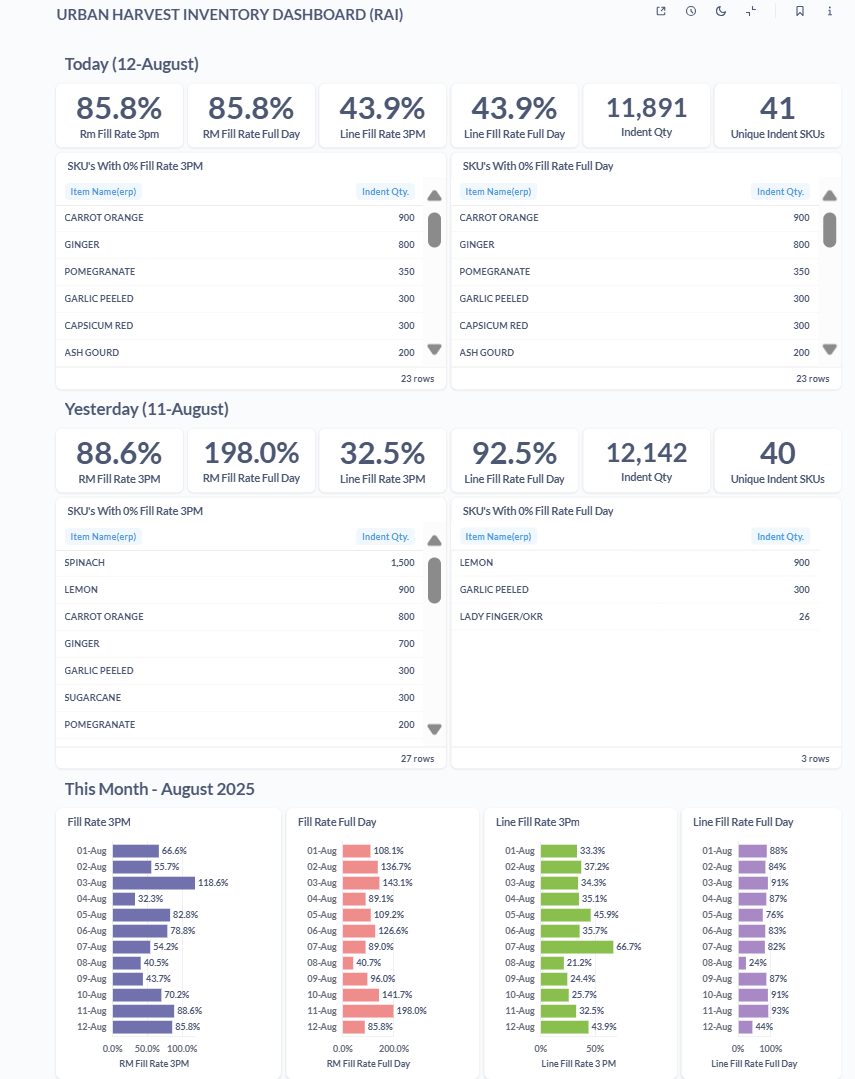 URBAN HARVEST INVENTORY DASHBOARD (RAI)
Today (12-August)
85.8% 85.8% 43.9% 43.9% 11,891 41
Rm Fill Rate 3pm RM Fill Rate Full Day Line Fill Rate 3PM Line FIll Rate Full Day Indent Qty Unique Indent SKUs
SKU's With 0% Fill Rate 3PM SKU's With 0% Fill Rate Full Day
Item Name(erp) Indent Qty. Item Name(erp) Indent Qty.
CARROT ORANGE 900 CARROT ORANGE 900
GINGER 800 GINGER 800
POMEGRANATE 350 POMEGRANATE 350
GARLIC PEELED 300 GARLIC PEELED 300
CAPSICUM RED 300 CAPSICUM RED 300
ASH GOURD 200 ASH GOURD 200
23 rows 23 rows
Yesterday (11-August)
88.6% 198.0% 32.5% 92.5% 12,142 40
RM Fill Rate 3PM RM Fill Rate Full Day Line Fill Rate 3PM Line Fill Rate Full Day Indent Qty Unique Indent SKUs
SKU's With 0% Fill Rate 3PM SKU's With 0% Fill Rate Full Day
Item Name(erp) Indent Qty. Item Name(erp) Indent Qty.
SPINACH 1,500 LEMON 900
LEMON 900 GARLIC PEELED 300
CARROT ORANGE 800 LADY FINGER/OKR 26
GINGER 700
GARLIC PEELED 300
SUGARCANE 300
POMEGRANATE 200
27 rows 3 rows
This Month - August 2025
Fill Rate 3PM Fill Rate Full Day Line Fill Rate 3Pm Line Fill Rate Full Day
01-Aug 66.6% 01-Aug 108.1% 01-Aug 33.3% 01-Aug 88%
02-Aug 55.7% 02-Aug 136.7% 02-Aug 37.2% 02-Aug 84%
03-Aug 118.6% 03-Aug 143.1% 03-Aug 34.3% 03-Aug 91%
04-Aug 32.3% 04-Aug 89.1% 04-Aug 35.1% 04-Aug 87%
05-Aug 82.8% 05-Aug 109.2% 05-Aug 45.9% 05-Aug 76%
06-Aug 78.8% 06-Aug 126.6% 06-Aug 35.7% 06-Aug 83%
07-Aug 54.2% 07-Aug 89.0% 07-Aug 66.7% 07-Aug 82%
08-Aug 40.5% 08-Aug 40.7% 08-Aug 21.2% 08-Aug 24%
09-Aug 43.7% 09-Aug 96.0% 09-Aug 24.4% 09-Aug 87%
10-Aug 70.2% 10-Aug 141.7% 10-Aug 25.7% 10-Aug 91%
11-Aug 88.6% 11-Aug 198.0% 11-Aug 32.5% 11-Aug 93%
12-Aug 85.8% 12-Aug 85.8% 12-Aug 43.9% 12-Aug 44%
0.0% 50.0% 100.0% 0.0% 200.0% 0% 50% 0% 100%
RM Fill Rate 3PM RM Fill Rate Full Day Line Fill Rate 3 PM Line Fill Rate Full Day